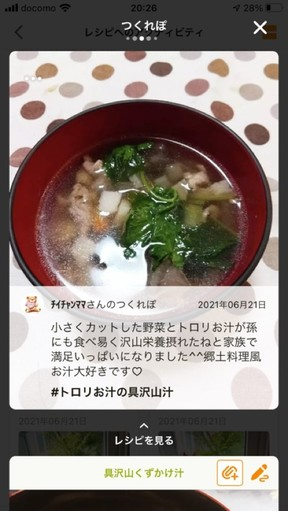 docomo 20:26 28%
つくれぽ
チイチャンママさんのつくれぽ 2021年06月21日
小さくカットした野菜とトロリお汁が孫
にも食べ易く沢山栄養摂れたねと家族で
満足いっぱいになりました^^郷土料理風
お汁大好きです♡
#トロリお汁の具沢山汁
2021年06月21日 2021年06月21日
レシピを見る
具沢山くずかけ汁